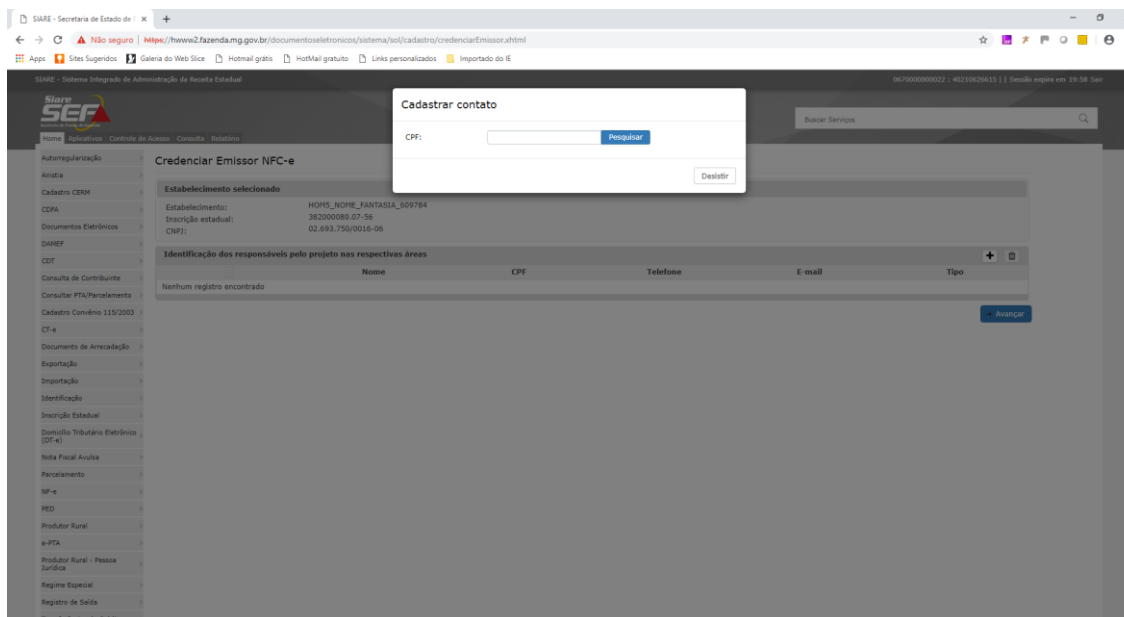 SIARE - Secretaria de Estado de
Não seguro | https://hwww2.fazenda.mg.gov.br/documentoseletronicos/sistema/sol/cadastro/credenciarEmissor.xhtml
Apps Sites Sugeridos Galeria do Web Slice Hotmail grátis HotMail gratuito Links personalizados Importado do IE
SIARE - Sistema Integrado de Administração da Receita Estadual
Sessão expira em 19:58 Sair
Siare
SEF
Buscar Serviços
Home Aplicativos Controle de Acesso Consulta Relatório
Cadastrar contato
CPF:
Pesquisar
Desistir
Autorregularização
Anistia
Cadastro CERM
CDPA
Documentos Eletrônicos
DAMEF
CDT
Consulta de Contribuinte
Consultar PTA/Parcelamento
Cadastro Convênio 115/2003
CT-e
Documento de Arrecadação
Exportação
Importação
Identificação
Inscrição Estadual
Domicílio Tributário Eletrônico
(DT-e)
Nota Fiscal Avulsa
Parcelamento
NF-e
PED
Produtor Rural
e-PTA
Produtor Rural - Pessoa
Jurídica
Regime Especial
Registro de Saída
Credenciar Emissor NFC-e
Estabelecimento selecionado
Estabelecimento: HOM5_NOME_FANTASIA_609784
Inscrição estadual: 382000080.07-56
CNPJ: 02.693.750/0016-06
Identificação dos responsáveis pelo projeto nas respectivas áreas
Nome CPF Telefone E-mail Tipo
Nenhum registro encontrado
Avançar